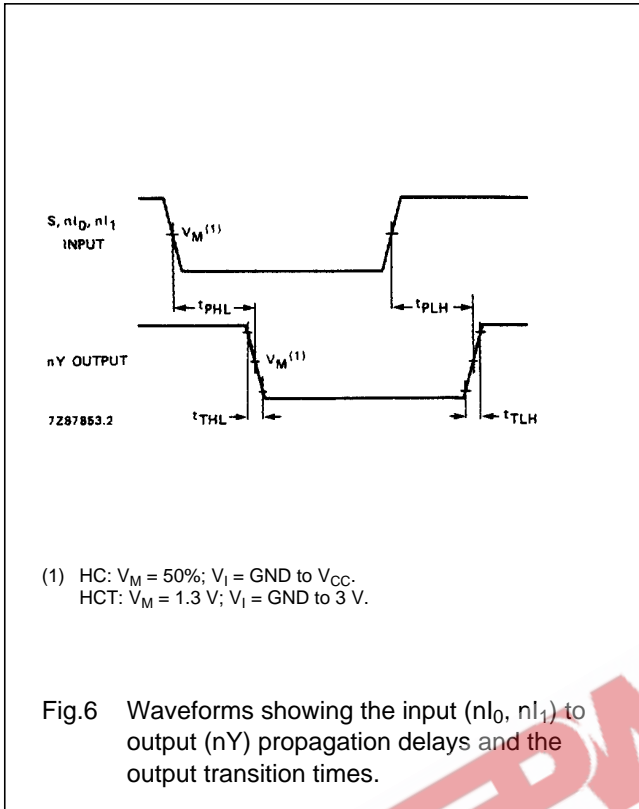 S, nI0, nI1
INPUT
VM(1)
tPHL
tPLH
nY OUTPUT
VM(1)
7Z87853.2
tTHL
tTLH
(1) HC: VM = 50%; VI = GND to VCC.
HCT: VM = 1.3 V; VI = GND to 3 V.
Fig.6 Waveforms showing the input (nI0, nI1) to
output (nY) propagation delays and the
output transition times.